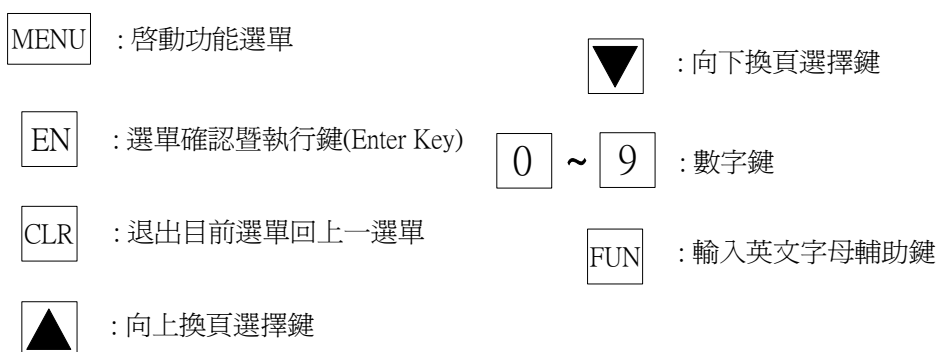 MENU : 啓動功能選單
EN : 選單確認暨執行鍵(Enter Key)
CLR : 退出目前選單回上一選單
▲ : 向上換頁選擇鍵
▼ : 向下換頁選擇鍵
0 ~ 9 : 數字鍵
FUN : 輸入英文字母輔助鍵